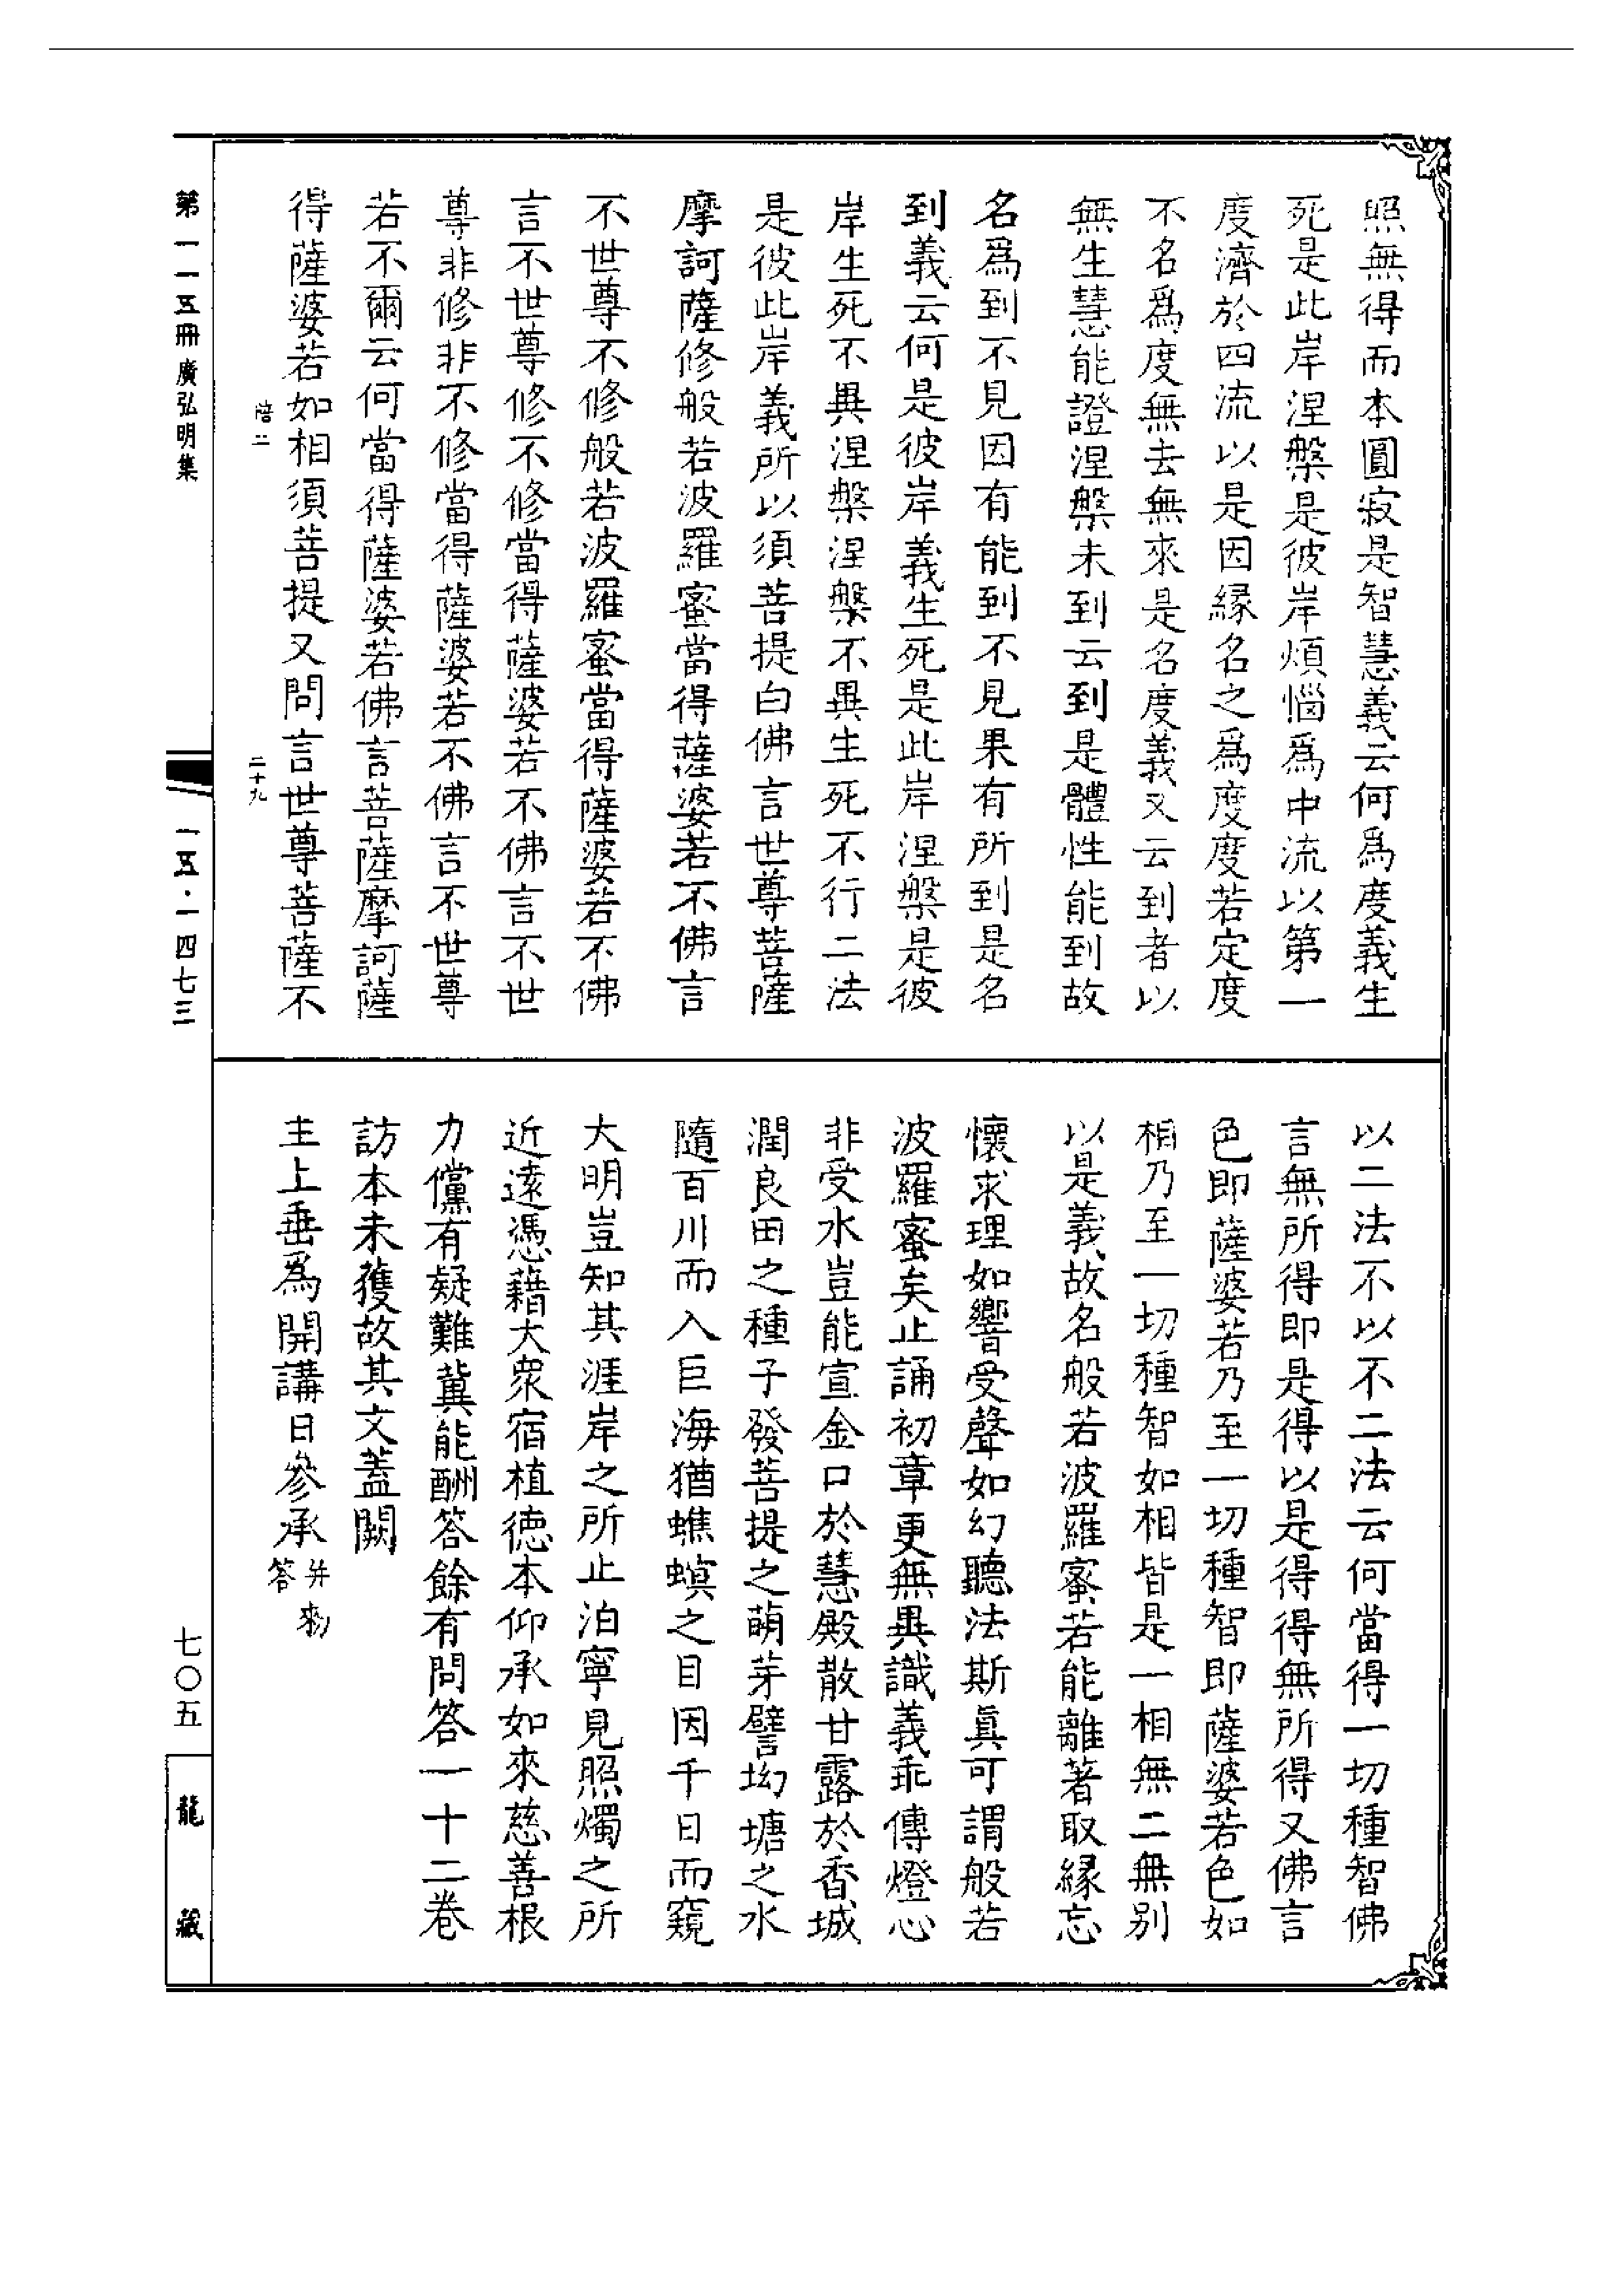 照無得而本圓寂是智慧義云何爲度義生
死是此岸涅槃是彼岸煩惱爲中流以第一
度濟於四流以是因緣名之爲度度若定度
不名爲度無去無來是名度義又云到者以
無生慧能證涅槃未到云到是體性能到故
名爲到不見因有能到不見果有所到是名
到義云何是彼岸義生死是此岸涅槃是彼
岸生死不異涅槃涅槃不異生死不行二法
是彼此岸義所以須菩提白佛言世尊菩薩
摩訶薩修般若波羅蜜當得薩婆若不佛言
不世尊不修般若波羅蜜當得薩婆若不佛
言不世尊修不修當得薩婆若不佛言不世
尊非修非不修當得薩婆若不佛言不世尊
若不爾云何當得薩婆若佛言菩薩摩訶薩
得薩婆若如相須菩提又問言世尊菩薩不
以二法不以不二法云何當得一切種智佛
言無所得即是得以是得得無所得又佛言
色即薩婆若乃至一切種智即薩婆若色如
相乃至一切種智如相皆是一相無二無別
以是義故名般若波羅蜜若能離著取緣忘
懷求理如響受聲如幻聽法斯眞可謂般若
波羅蜜矣止誦初章更無異識義乖傳燈心
非受水豈能宣金口於慧殿散甘露於香城
潤良田之種子發菩提之萌芽譬坳塘之水
隨百川而入巨海猶蟭螟之目因千日而窺
大明豈知其涯岸之所止泊寧見照燭之所
近遠憑藉大衆宿植德本仰承如來慈善根
力儻有疑難冀能酬答餘有問答一十二卷
訪本未獲故其文蓋闕
主上垂爲開講日參承 并勑答
第一一五冊 廣弘明集
二十九
一五·一四七三
七〇五
龍藏